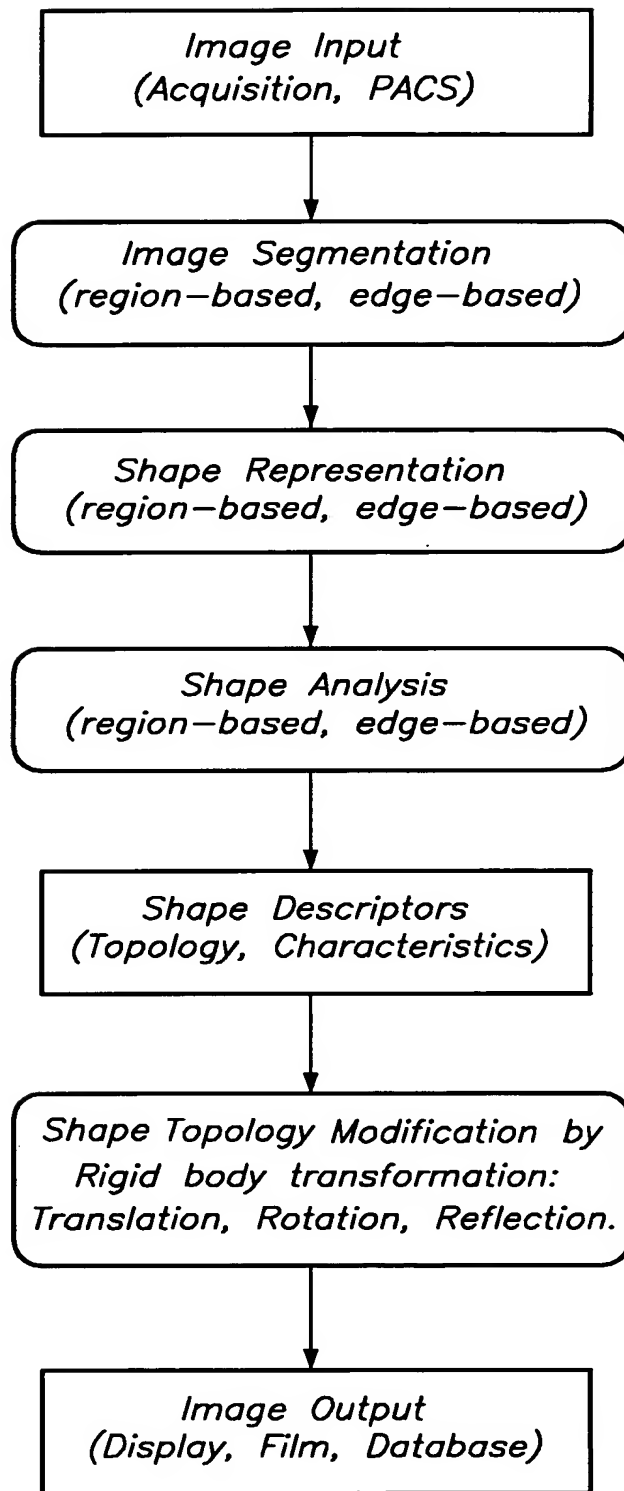 Image Input
(Acquisition, PACS)
Image Segmentation
(region-based, edge-based)
Shape Representation
(region-based, edge-based)
Shape Analysis
(region-based, edge-based)
Shape Descriptors
(Topology, Characteristics)
Shape Topology Modification by
Rigid body transformation:
Translation, Rotation, Reflection.
Image Output
(Display, Film, Database)